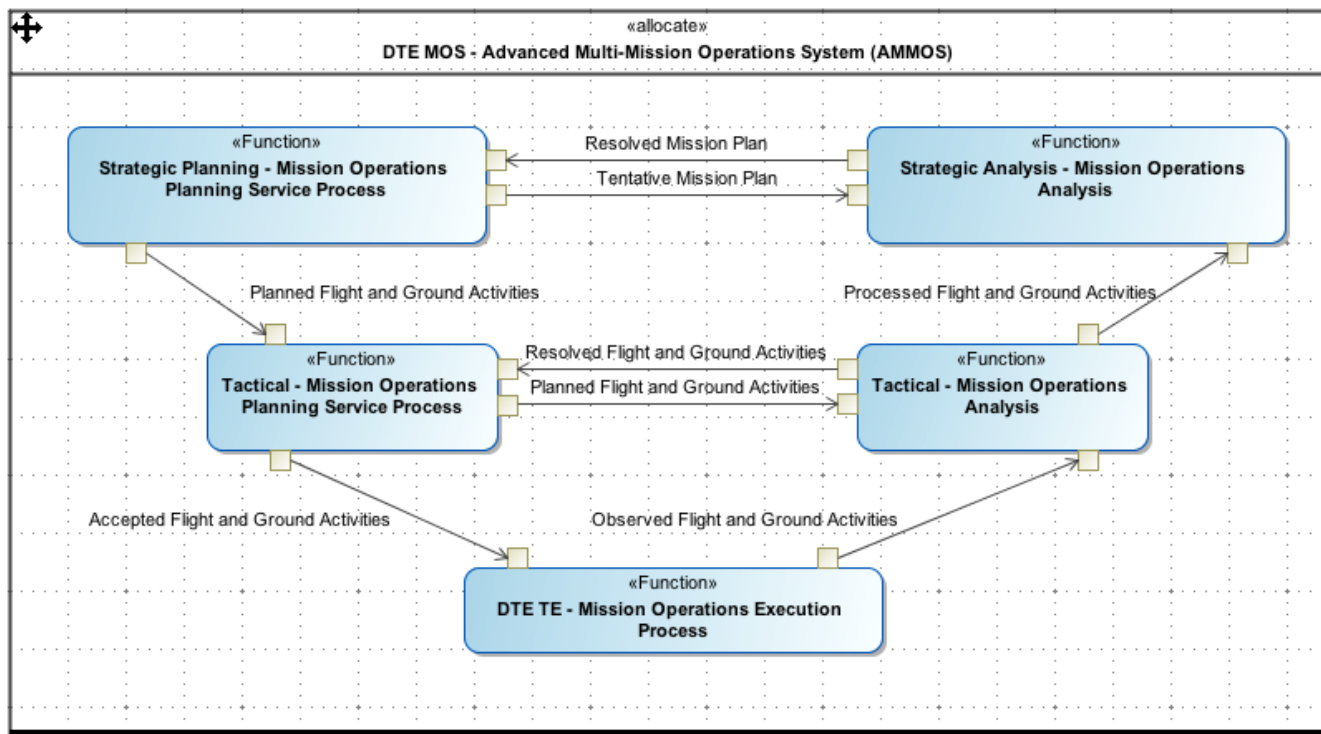 «allocate»
DTE MOS - Advanced Multi-Mission Operations System (AMMOS)
«Function»
Strategic Planning - Mission Operations
Planning Service Process
Resolved Mission Plan
Tentative Mission Plan
«Function»
Strategic Analysis - Mission Operations
Analysis
Planned Flight and Ground Activities
Processed Flight and Ground Activities
«Function»
Tactical - Mission Operations
Planning Service Process
Resolved Flight and Ground Activities
Planned Flight and Ground Activities
«Function»
Tactical - Mission Operations
Analysis
Accepted Flight and Ground Activities
Observed Flight and Ground Activities
«Function»
DTE TE - Mission Operations Execution
Process